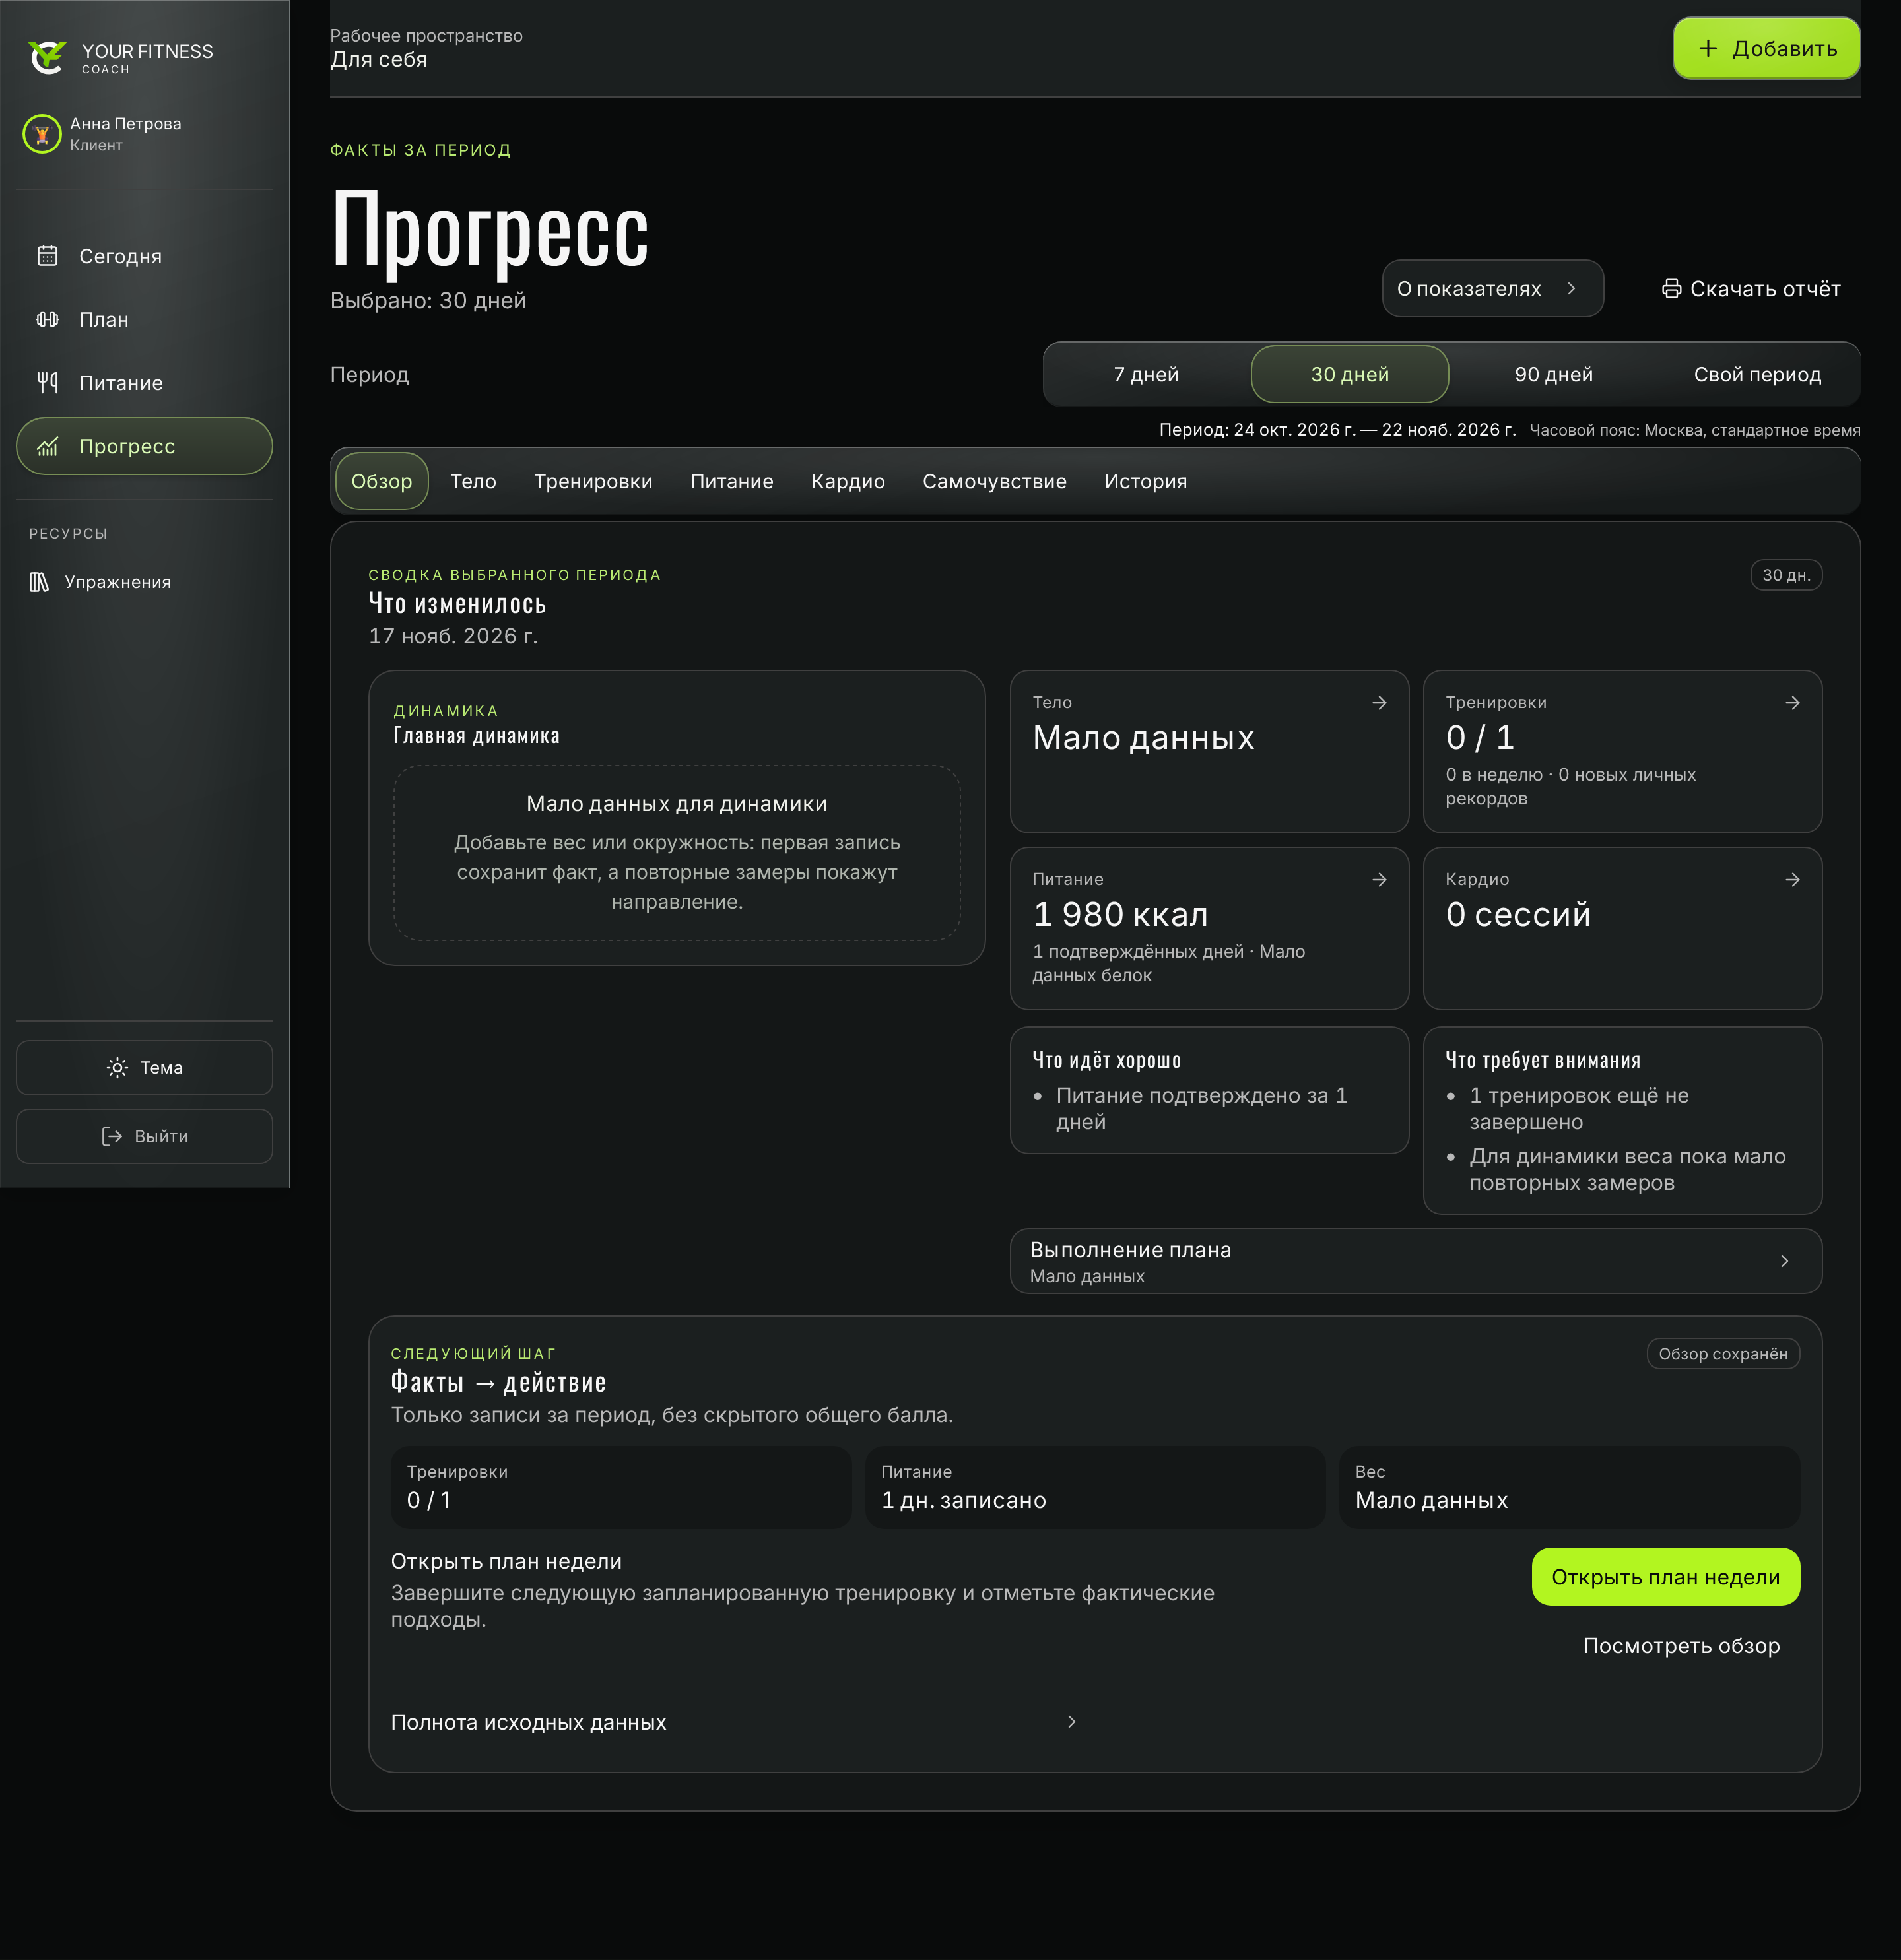 YOUR FITNESS
COACH
Анна Петрова
Клиент
Сегодня
План
Питание
Прогресс
РЕСУРСЫ
Упражнения
Тема
Выйти
Рабочее пространство
Для себя
Добавить
ФАКТЫ ЗА ПЕРИОД
Прогресс
Выбрано: 30 дней
О показателях
Скачать отчёт
Период
7 дней
30 дней
90 дней
Свой период
Период: 24 окт. 2026 г. — 22 нояб. 2026 г. Часовой пояс: Москва, стандартное время
Обзор
Тело
Тренировки
Питание
Кардио
Самочувствие
История
СВОДКА ВЫБРАННОГО ПЕРИОДА
Что изменилось
17 нояб. 2026 г.
30 дн.
ДИНАМИКА
Главная динамика
Мало данных для динамики
Добавьте вес или окружность: первая запись
сохранит факт, а повторные замеры покажут
направление.
Тело
Мало данных
Тренировки
0 / 1
0 в неделю · 0 новых личных
рекордов
Питание
1 980 ккал
1 подтверждённых дней · Мало
данных белок
Кардио
0 сессий
Что идёт хорошо
• Питание подтверждено за 1
дней
Что требует внимания
• 1 тренировок ещё не
завершено
• Для динамики веса пока мало
повторных замеров
Выполнение плана
Мало данных
СЛЕДУЮЩИЙ ШАГ
Факты → действие
Только записи за период, без скрытого общего балла.
Обзор сохранён
Тренировки
0 / 1
Питание
1 дн. записано
Вес
Мало данных
Открыть план недели
Завершите следующую запланированную тренировку и отметьте фактические
подходы.
Открыть план недели
Посмотреть обзор
Полнота исходных данных